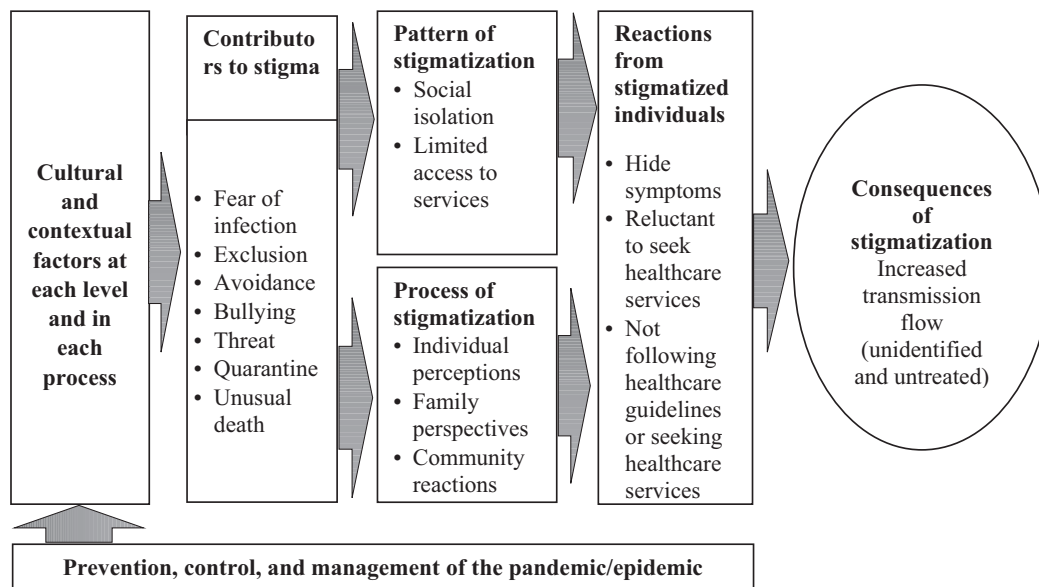 Cultural
and
contextual
factors at
each level
and in
each
process
Contributo
rs to stigma
• Fear of
infection
• Exclusion
• Avoidance
• Bullying
• Threat
• Quarantine
• Unusual
death
Pattern of
stigmatization
• Social
isolation
• Limited
access to
services
Process of
stigmatization
• Individual
perceptions
• Family
perspectives
• Community
reactions
Reactions
from
stigmatized
individuals
• Hide
symptoms
• Reluctant
to seek
healthcare
services
• Not
following
healthcare
guidelines
or seeking
healthcare
services
Consequences
of
stigmatization
Increased
transmission
flow
(unidentified
and untreated)
Prevention, control, and management of the pandemic/epidemic